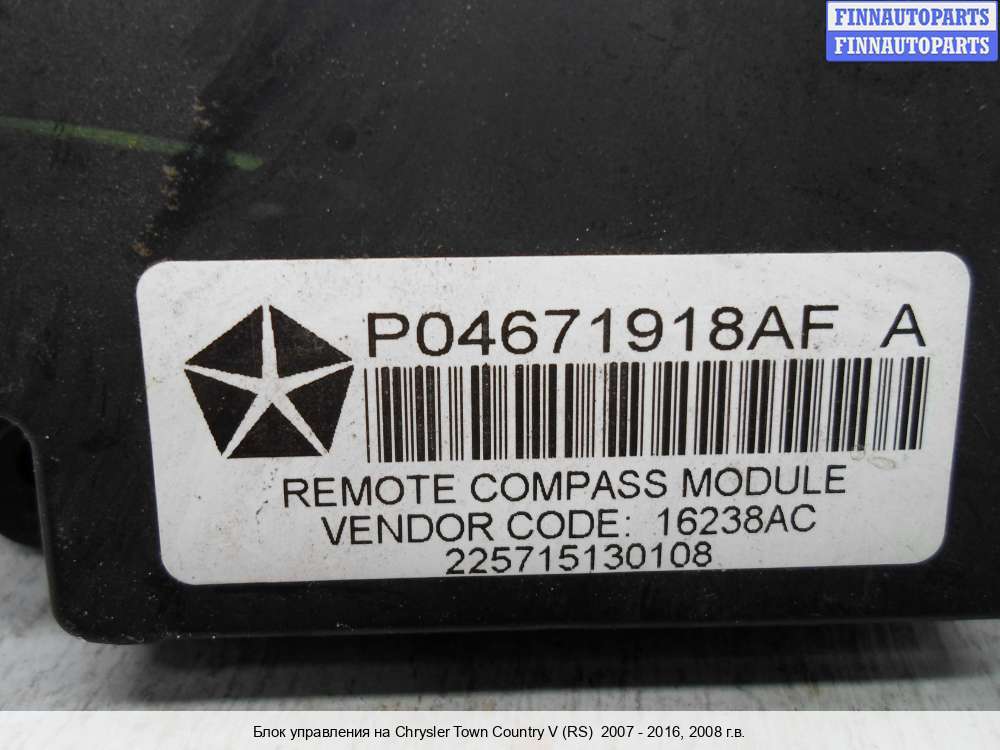 FINNAUTOPARTS
FINNAUTOPARTS
P04671918AF A
REMOTE COMPASS MODULE
VENDOR CODE: 16238AC
225715130108
Блок управления на Chrysler Town Country V (RS) 2007 - 2016, 2008 г.в.